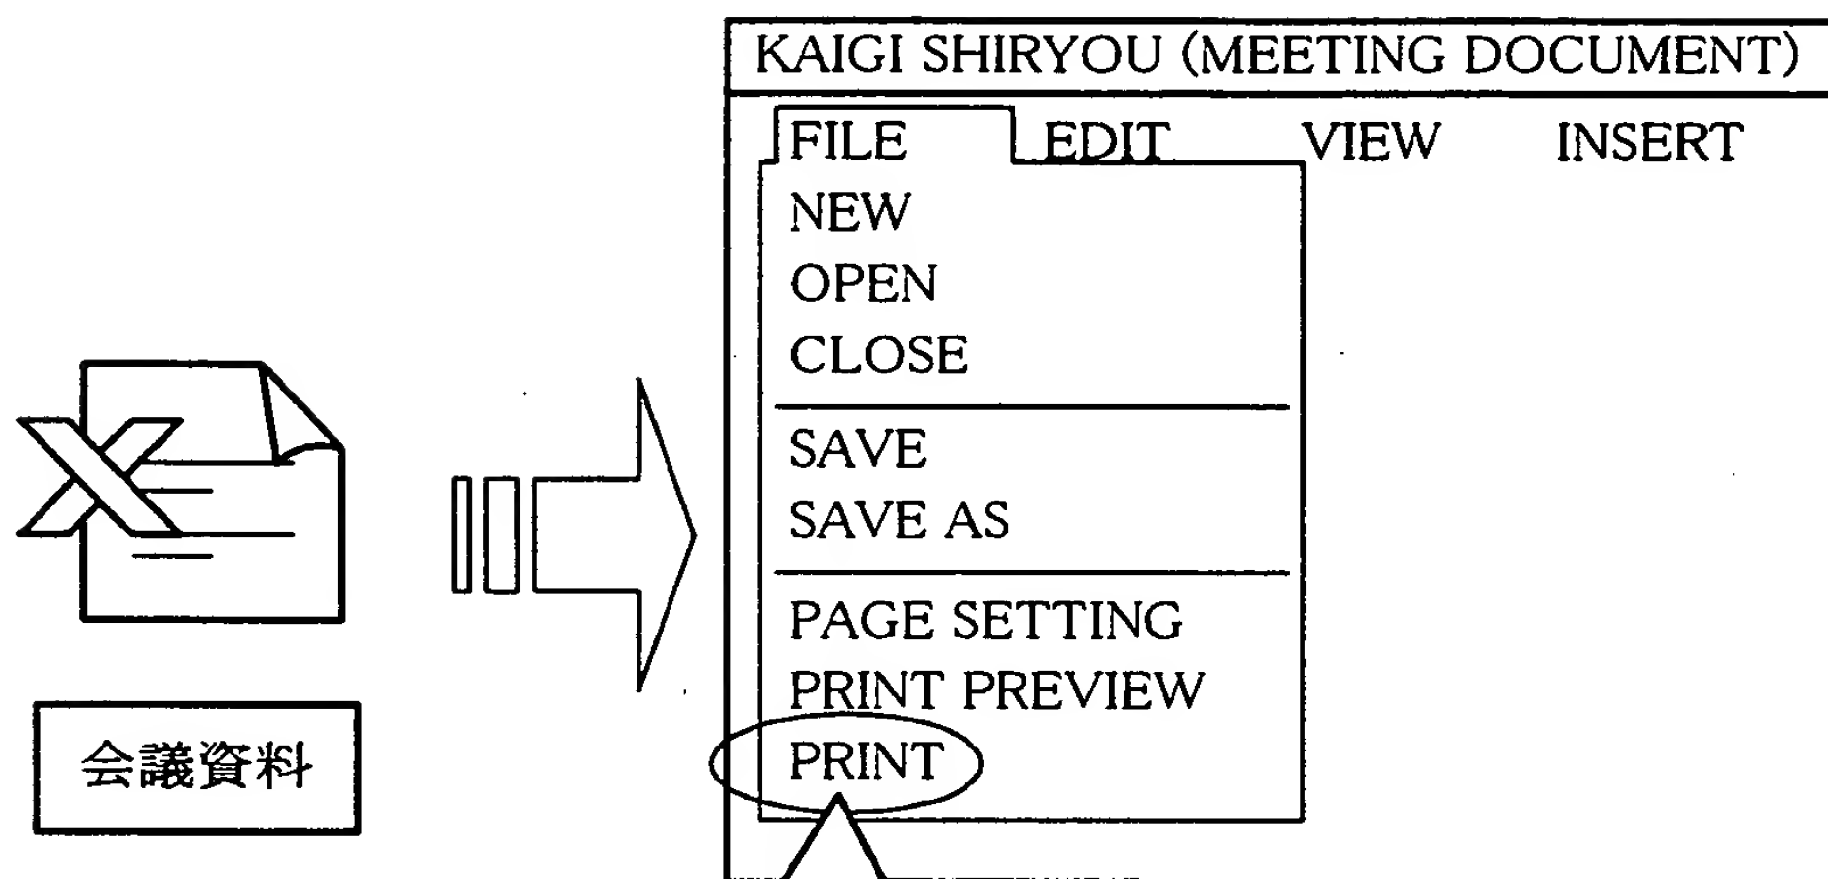 KAIGI SHIRYOU (MEETING DOCUMENT)
FILE EDIT VIEW INSERT
NEW
OPEN
CLOSE
SAVE
SAVE AS
PAGE SETTING
PRINT PREVIEW
PRINT
会議資料